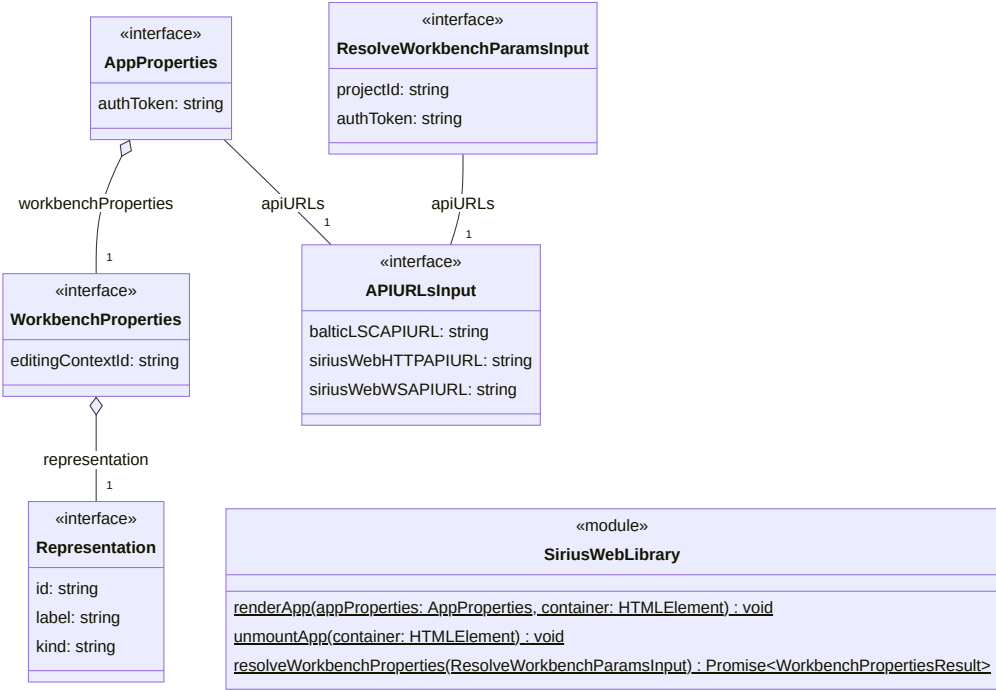 «interface»
AppProperties
authToken: string
«interface»
ResolveWorkbenchParamsInput
projectId: string
authToken: string
workbenchProperties
1
apiURLs
1
apiURLs
1
«interface»
WorkbenchProperties
editingContextId: string
«interface»
APIURLsInput
balticLSCAPIURL: string
siriusWebHTTPAPIURL: string
siriusWebWSAPIURL: string
representation
1
«interface»
Representation
id: string
label: string
kind: string
«module»
SiriusWebLibrary
renderApp(appProperties: AppProperties, container: HTMLElement) : void
unmountApp(container: HTMLElement) : void
resolveWorkbenchProperties(ResolveWorkbenchParamsInput) : Promise<WorkbenchPropertiesResult>